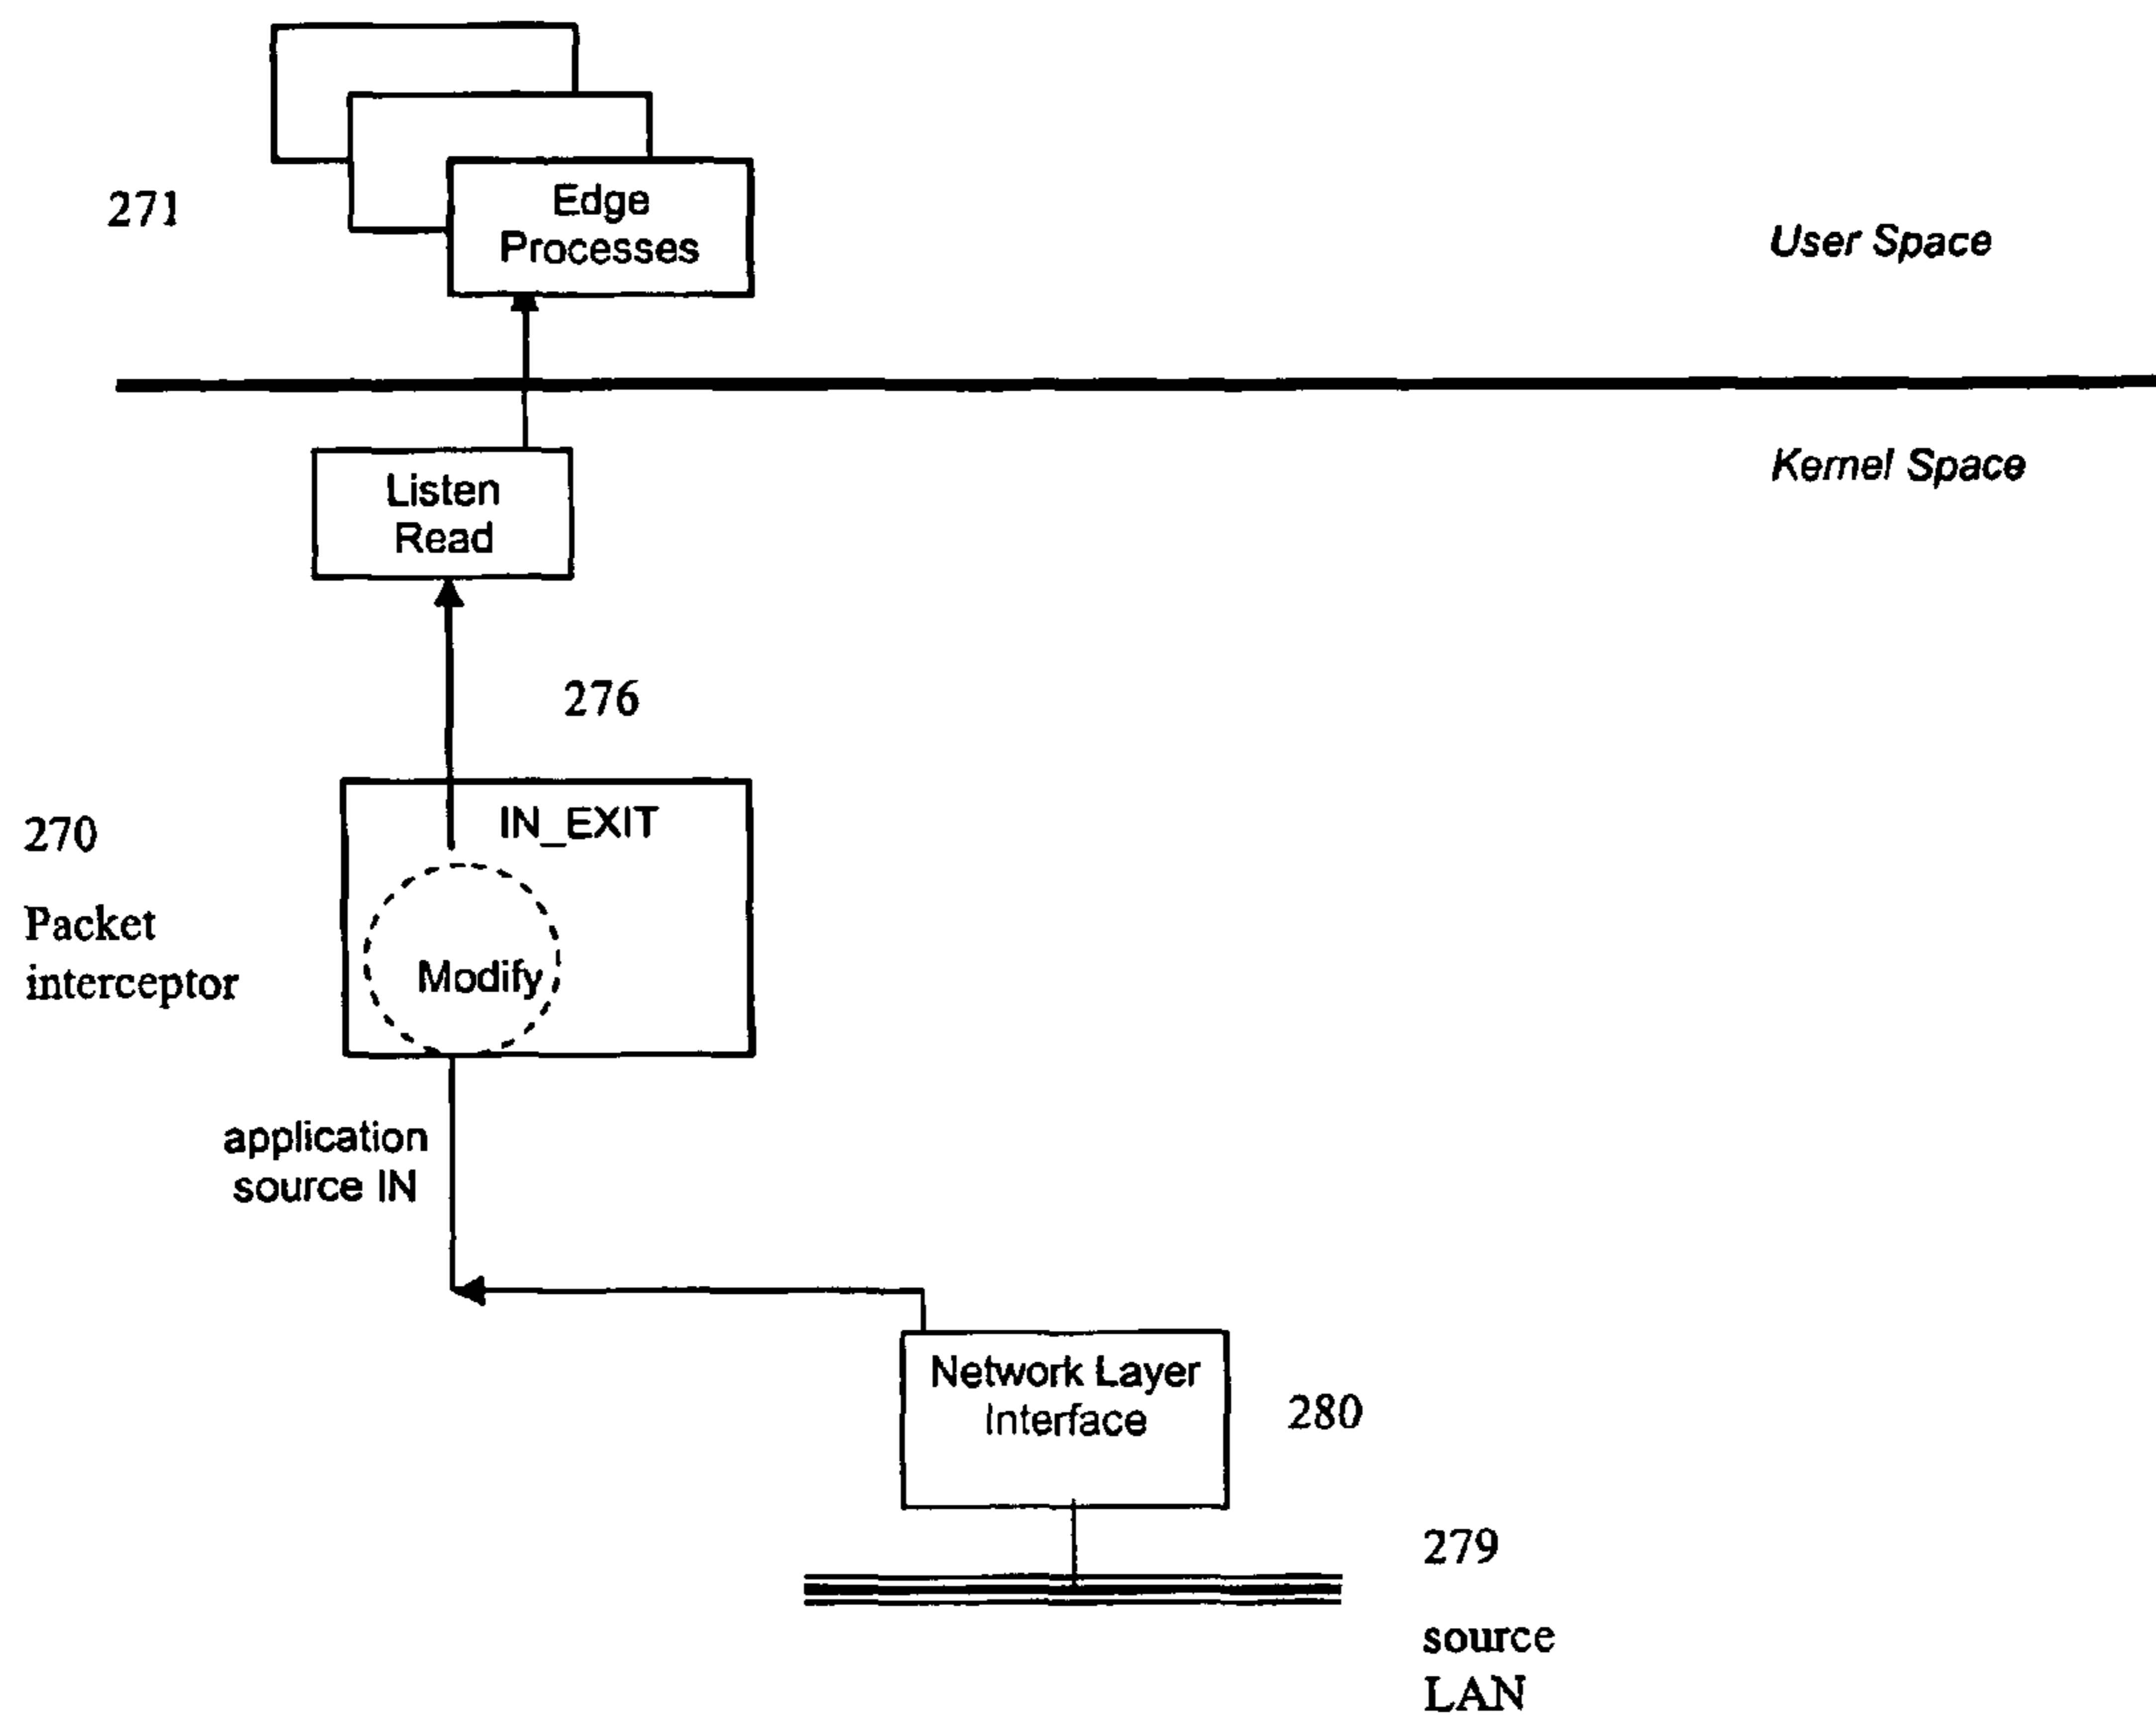 271
Edge
Processes
User Space
Kernel Space
Listen
Read
276
270
Packet
interceptor
IN_EXIT
Modify
application
source IN
Network Layer
Interface
280
279
source
LAN